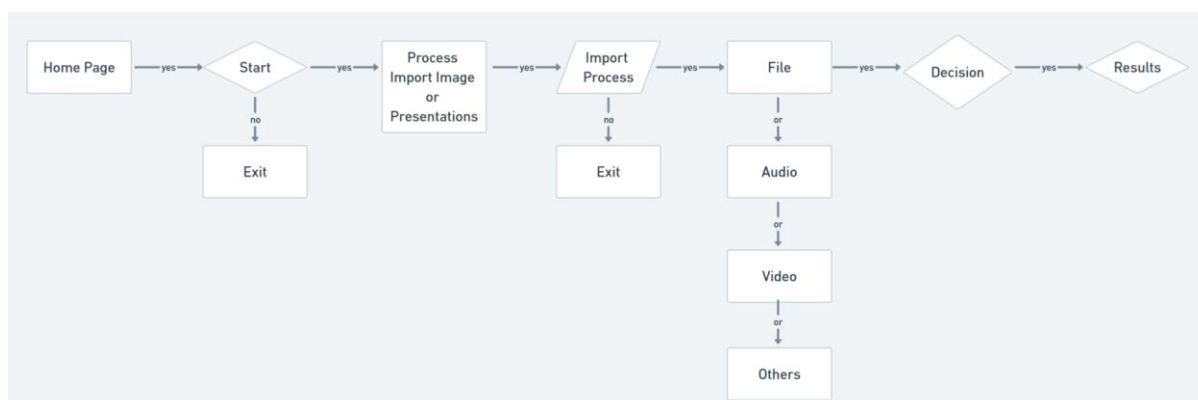 Home Page
yes
Start
yes
Process
Import Image
or
Presentations
yes
Import
Process
yes
File
yes
Decision
yes
Results
no
no
or
Exit
Exit
Audio
or
Video
or
Others